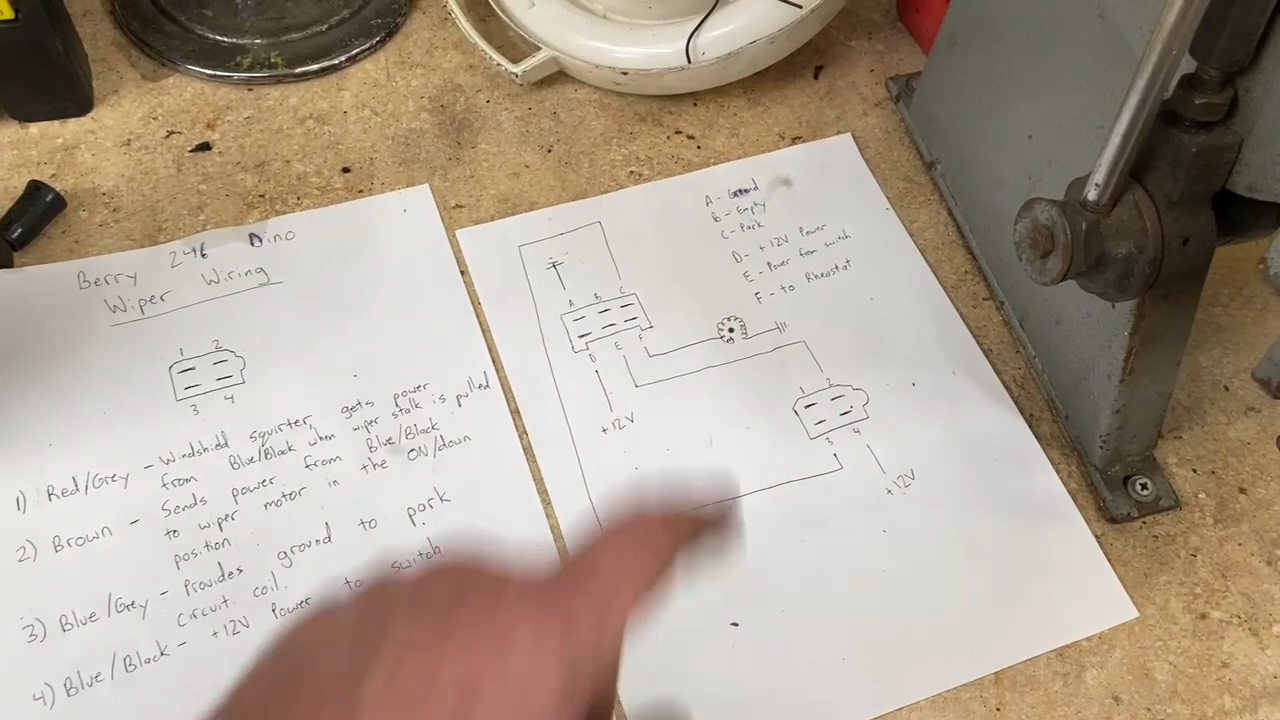 Berry 246 Dino
Wiper Wiring
1 2
3 4
1) Red/Grey - Windshield squirter, gets power
from Blue/Black when wiper stalk is pulled
2) Brown - Sends power from Blue/Black
to wiper motor in the ON/down
position
3) Blue/Grey - Provides ground to park
circuit coil.
4) Blue/Black - +12V Power to switch
A - Ground
B - Empty
C - Park
D - +12V Power
E - Power from switch
F - to Rheostat
A B C
D E F
+12V
1 2
3 4
+12V